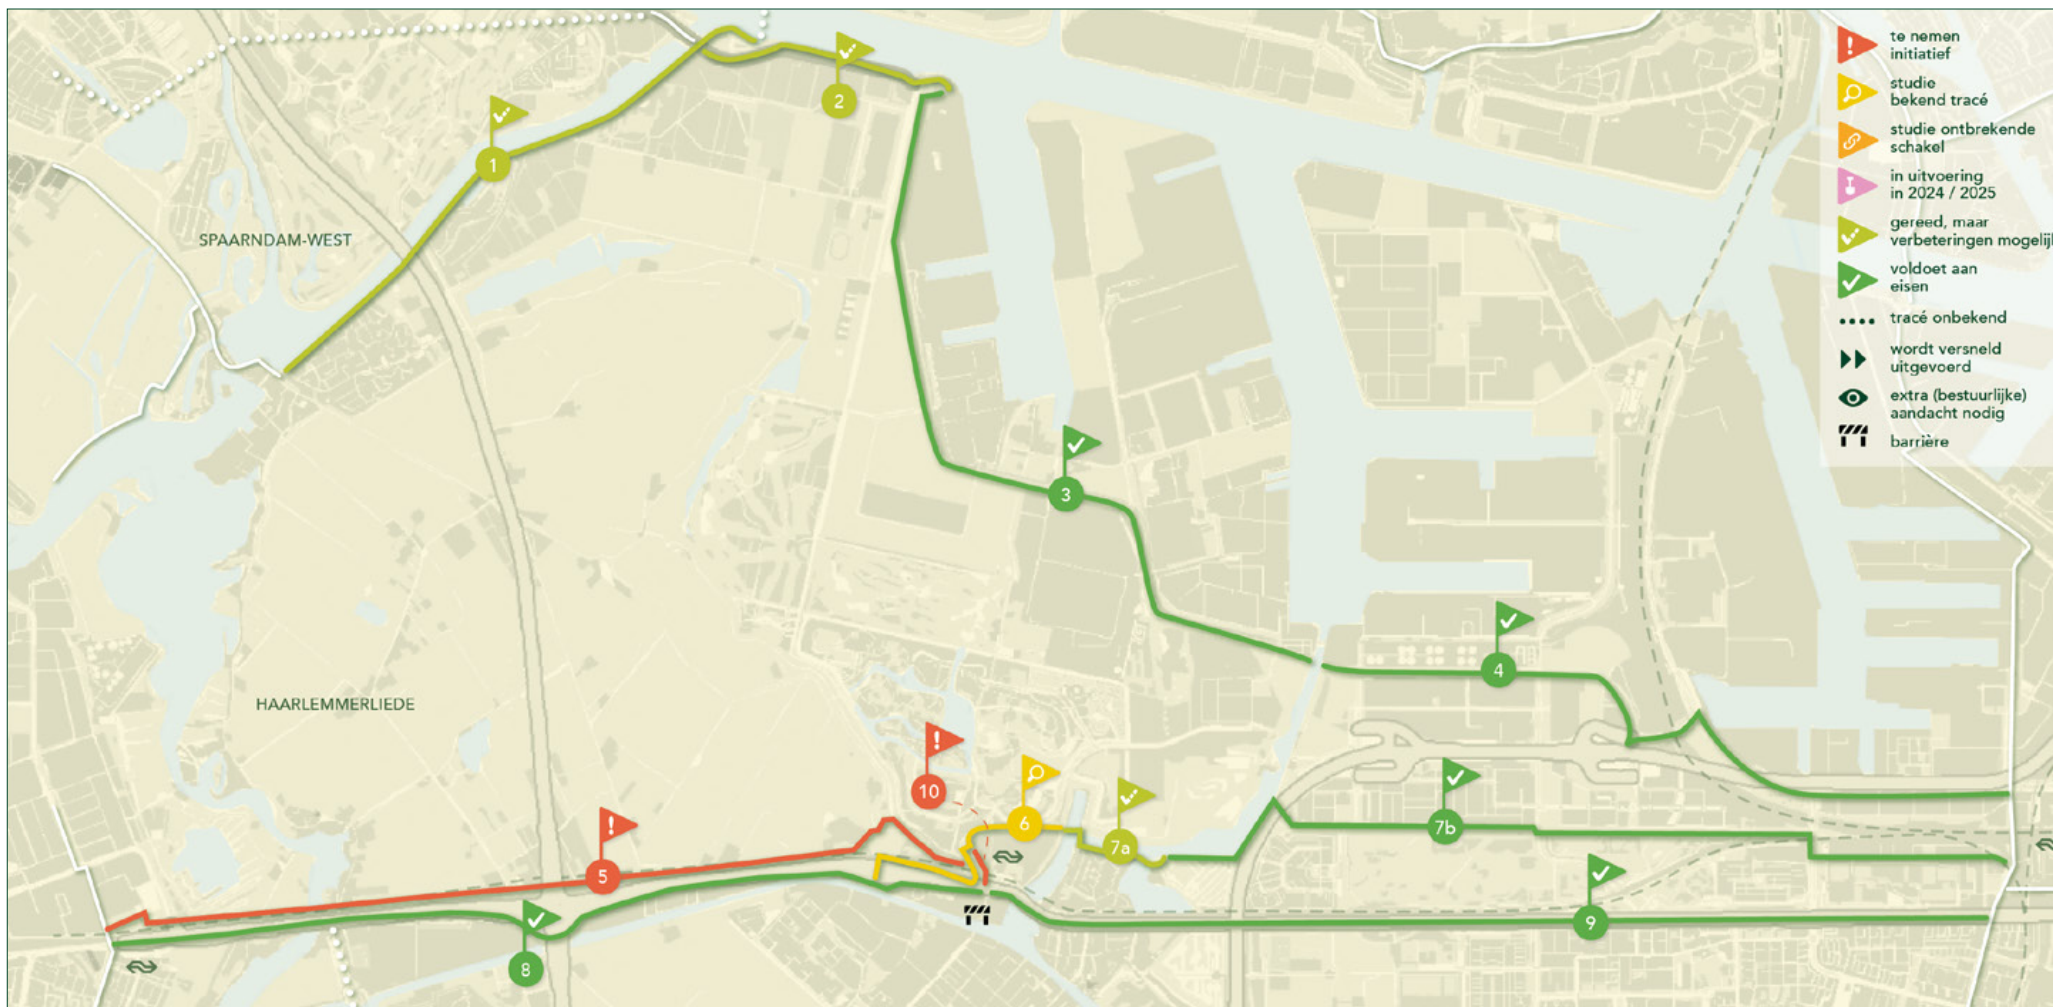 te nemen
initiatief
studie
bekend tracé
studie ontbrekende
schakel
in uitvoering
in 2024 / 2025
gereed, maar
verbeteringen mogelijk
voldoet aan
eisen
tracé onbekend
wordt versneld
uitgevoerd
extra (bestuurlijke)
aandacht nodig
barrière
2
1
SPAARNDAM-WEST
3
4
HAARLEMMERLIEDE
10
6
7a
7b
5
9
8